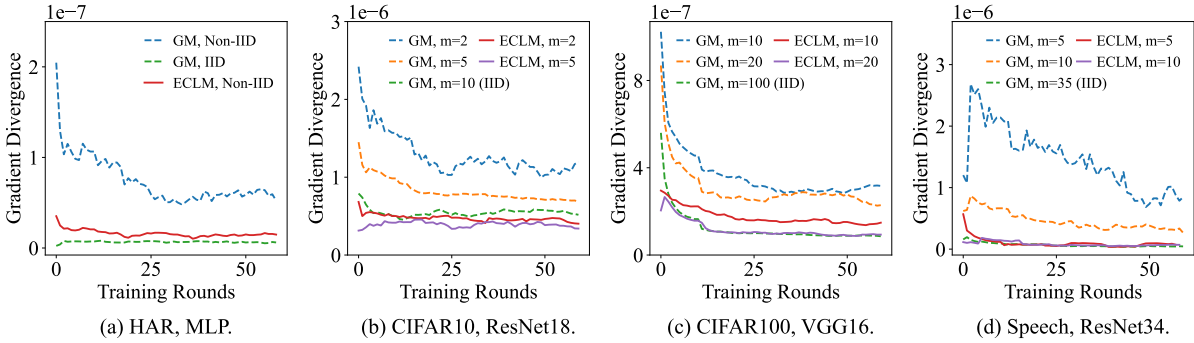 1e−7
Gradient Divergence
2
1
0
GM, Non-IID
GM, IID
ECLM, Non-IID
0 25 50
Training Rounds
(a) HAR, MLP.
1e−6
Gradient Divergence
3
2
1
0
GM, m=2 ECLM, m=2
GM, m=5 ECLM, m=5
GM, m=10 (IID)
0 25 50
Training Rounds
(b) CIFAR10, ResNet18.
1e−7
Gradient Divergence
7
4
0
GM, m=10 ECLM, m=10
GM, m=20 ECLM, m=20
GM, m=100 (IID)
0 25 50
Training Rounds
(c) CIFAR100, VGG16.
1e−6
Gradient Divergence
3
2
1
0
GM, m=5 ECLM, m=5
GM, m=10 ECLM, m=10
GM, m=35 (IID)
0 25 50
Training Rounds
(d) Speech, ResNet34.